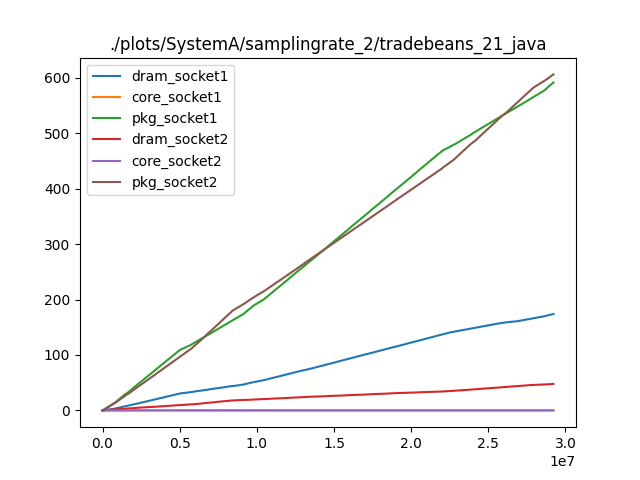 ./plots/SystemA/samplingrate_2/tradebeans_21_java
dram_socket1
core_socket1
pkg_socket1
dram_socket2
core_socket2
pkg_socket2
600
500
400
300
200
100
0
0.0 0.5 1.0 1.5 2.0 2.5 3.0
1e7